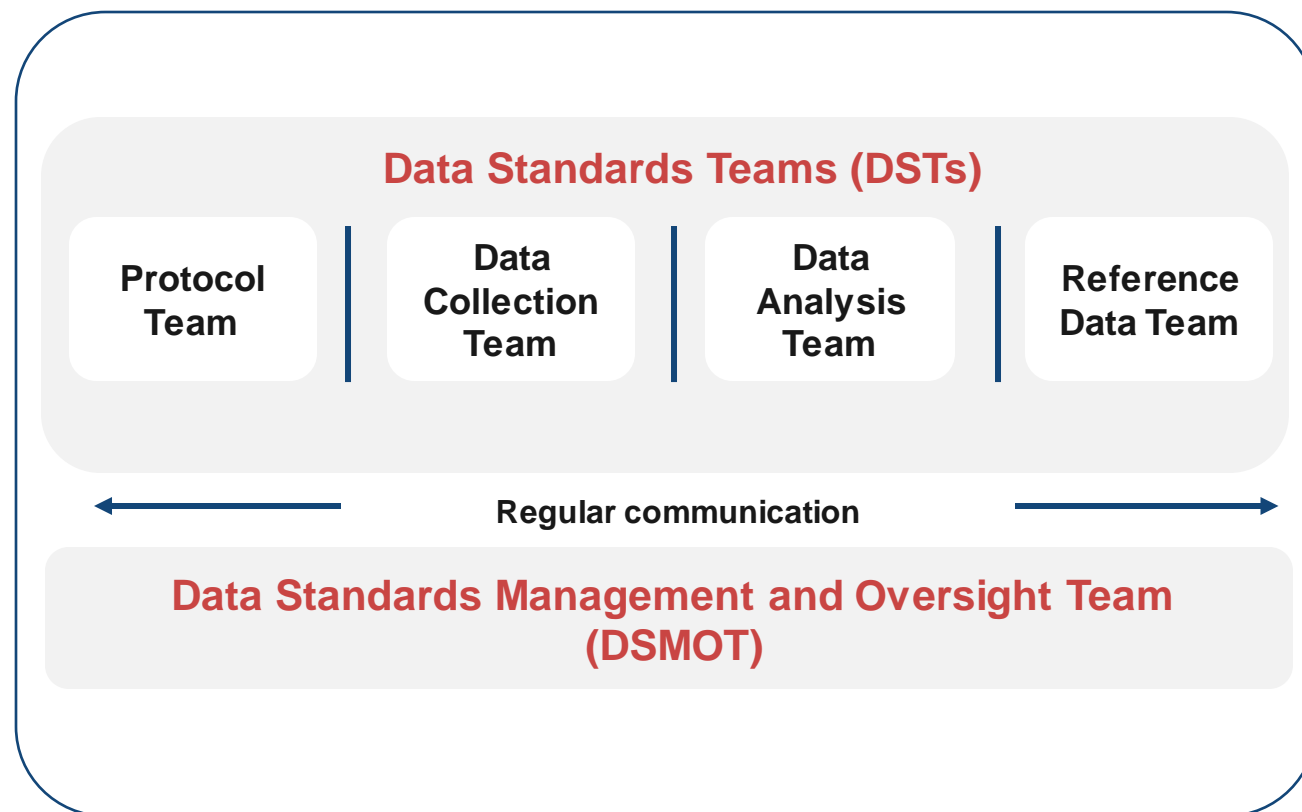 Data Standards Teams (DSTs)
Protocol
Team
Data
Collection
Team
Data
Analysis
Team
Reference
Data Team
Regular communication
Data Standards Management and Oversight Team
(DSMOT)